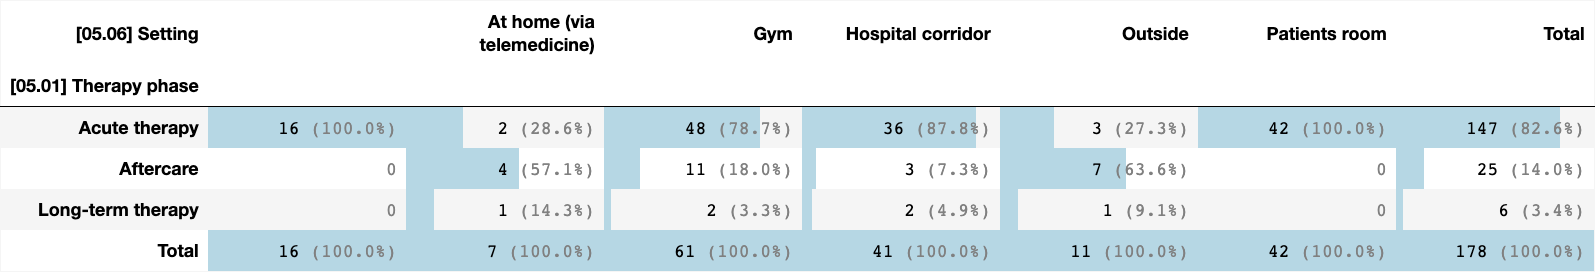 [05.06] Setting At home (via telemedicine) Gym Hospital corridor Outside Patients room Total
[05.01] Therapy phase
Acute therapy 16 (100.0%) 2 (28.6%) 48 (78.7%) 36 (87.8%) 3 (27.3%) 42 (100.0%) 147 (82.6%)
Aftercare 0 4 (57.1%) 11 (18.0%) 3 (7.3%) 7 (63.6%) 0 25 (14.0%)
Long-term therapy 0 1 (14.3%) 2 (3.3%) 2 (4.9%) 1 (9.1%) 0 6 (3.4%)
Total 16 (100.0%) 7 (100.0%) 61 (100.0%) 41 (100.0%) 11 (100.0%) 42 (100.0%) 178 (100.0%)